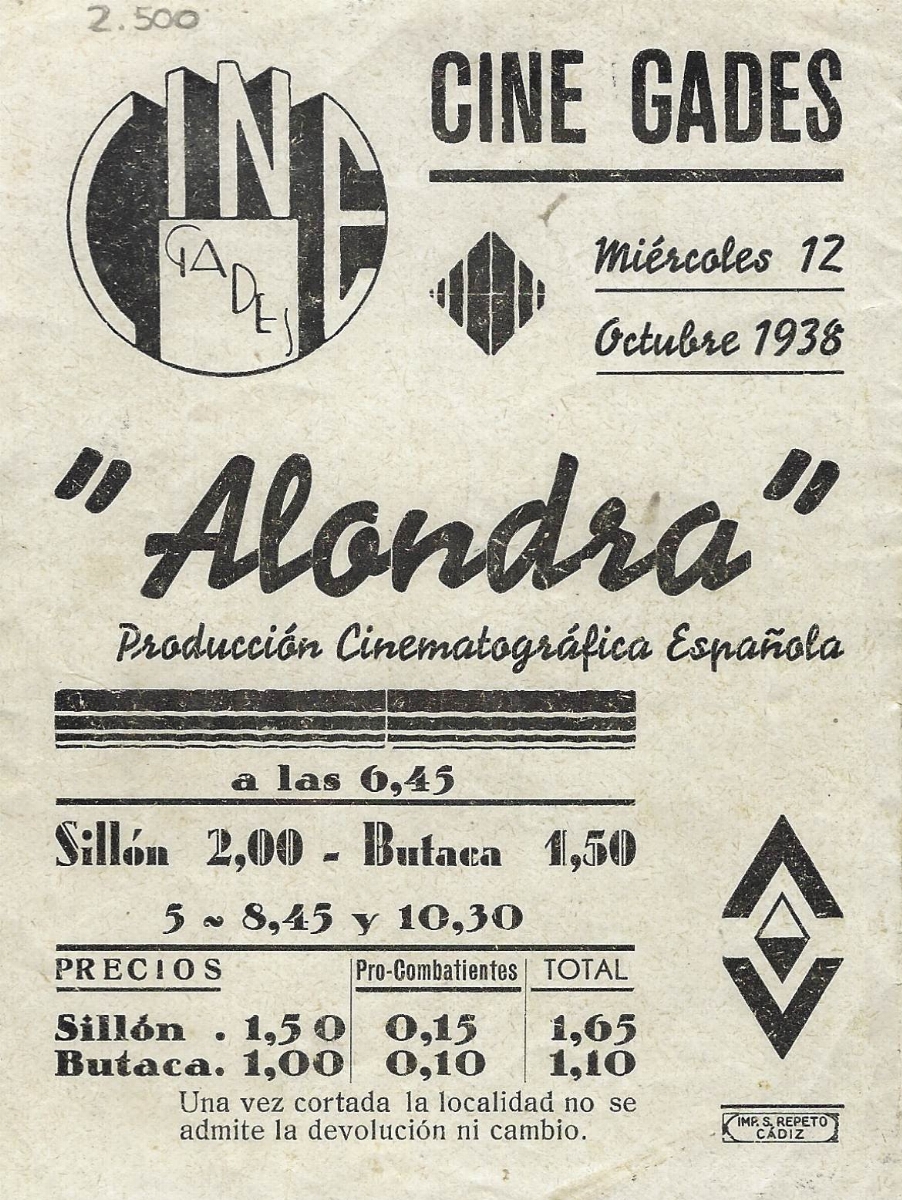 2.500
CINE
GADES
CINE GADES
Miércoles 12
Octubre 1938
"Alondra"
Producción Cinematográfica Española
a las 6,45
Sillón 2,00 - Butaca 1,50
5 ~ 8,45 y 10,30
PRECIOS Pro-Combatientes TOTAL
Sillón . 1,50 0,15 1,65
Butaca. 1,00 0,10 1,10
Una vez cortada la localidad no se
admite la devolución ni cambio.
IMP. S. REPETO
CÁDIZ